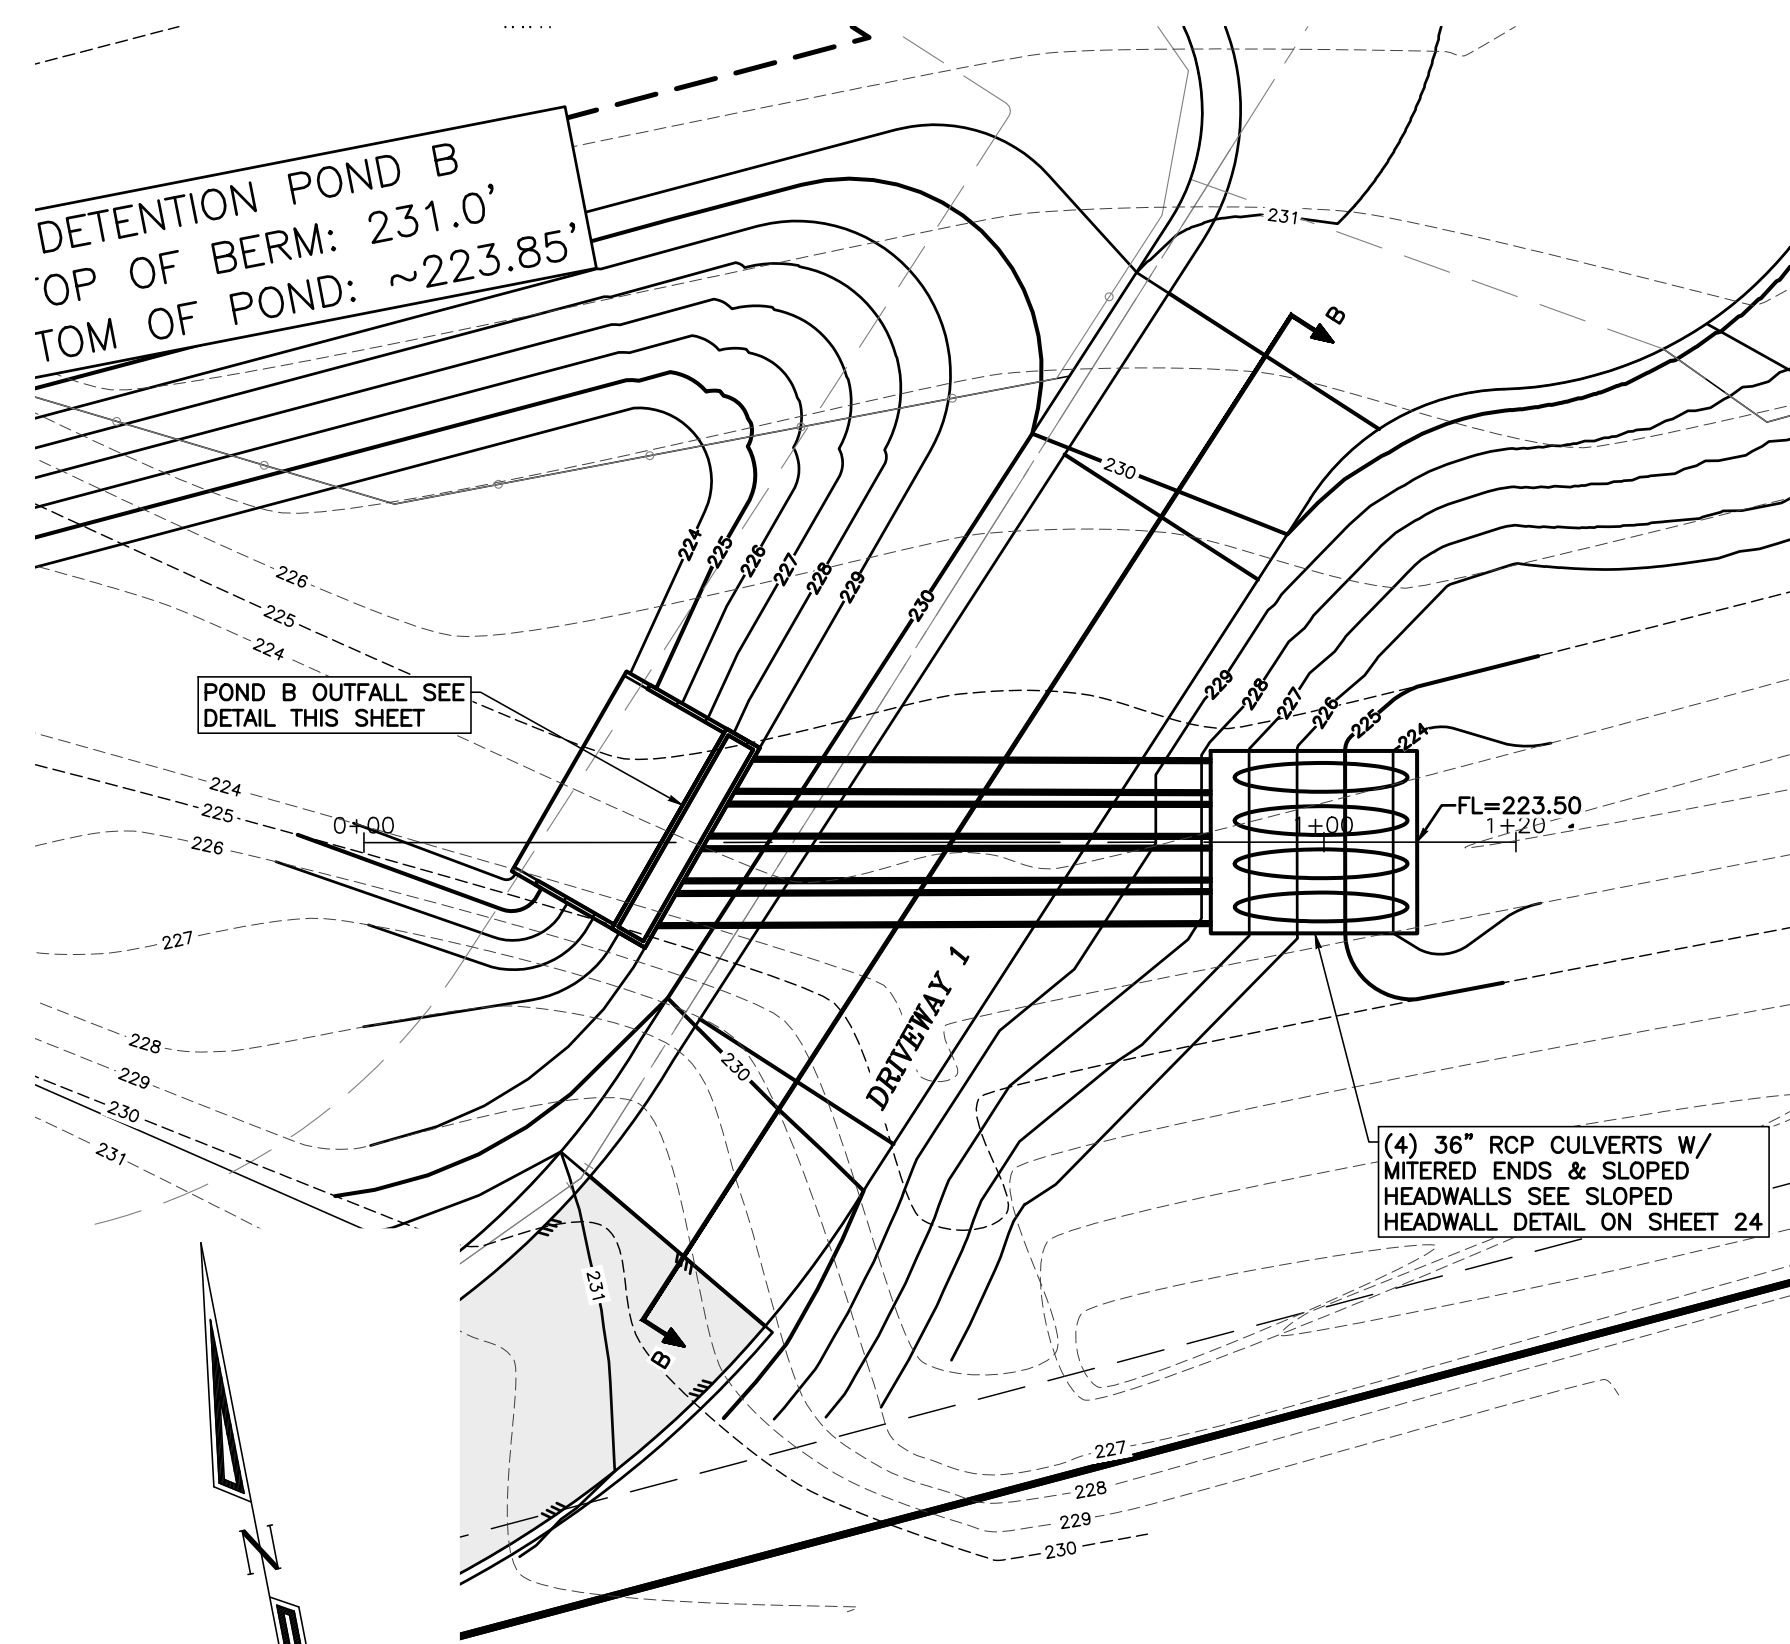 DETENTION POND B
OP OF BERM: 231.0'
TOM OF POND: ~223.85'
231
B
230
224
225
226
227
228
229
230
226
225
224
POND B OUTFALL SEE
DETAIL THIS SHEET
229
228
227
226
225
224
224
225
226
0+00
1+00
1+20
FL=223.50
227
228
229
230
231
230
DRIVEWAY 1
(4) 36" RCP CULVERTS W/
MITERED ENDS & SLOPED
HEADWALLS SEE SLOPED
HEADWALL DETAIL ON SHEET 24
231
B
227
228
229
230
N